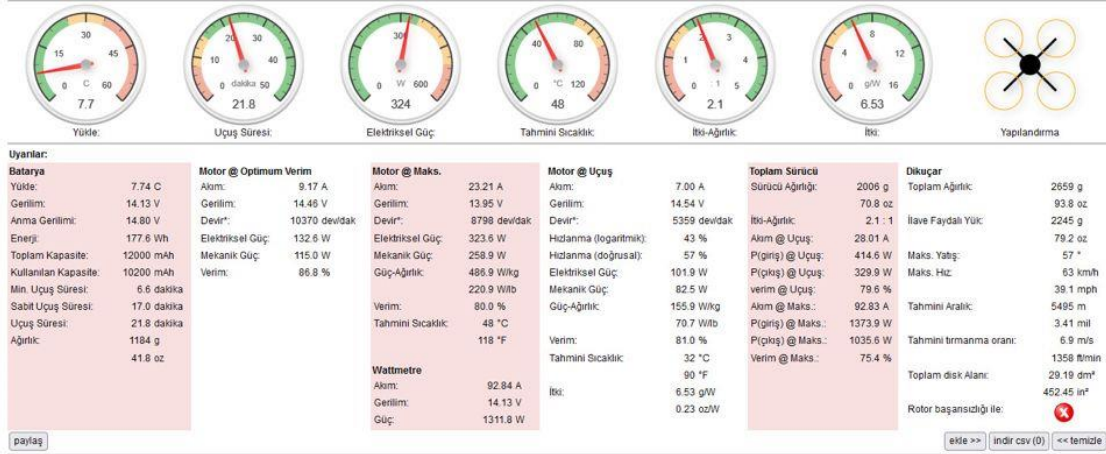 15 30 45 0 C 60
7.7
Yükle:
10 20 30 40 0 dakika 50
21.8
Uçuş Süresi:
300 0 W 600
324
Elektriksel Güç:
40 80 0 °C 120
48
Tahmini Sıcaklık:
1 2 3 4 0 : 1 5
2.1
İtki-Ağırlık:
4 8 12 0 g/W 16
6.53
İtki:
Yapılandırma
Uyarılar:
Batarya
Yükle: 7.74 C
Gerilim: 14.13 V
Anma Gerilimi: 14.80 V
Enerji: 177.6 Wh
Toplam Kapasite: 12000 mAh
Kullanılan Kapasite: 10200 mAh
Min. Uçuş Süresi: 6.6 dakika
Sabit Uçuş Süresi: 17.0 dakika
Uçuş Süresi: 21.8 dakika
Ağırlık: 1184 g
41.8 oz
Motor @ Optimum Verim
Akım: 9.17 A
Gerilim: 14.46 V
Devir*: 10370 dev/dak
Elektriksel Güç: 132.6 W
Mekanik Güç: 115.0 W
Verim: 86.8 %
Motor @ Maks.
Akım: 23.21 A
Gerilim: 13.95 V
Devir*: 8798 dev/dak
Elektriksel Güç: 323.6 W
Mekanik Güç: 258.9 W
Güç-Ağırlık: 486.9 W/kg
220.9 W/lb
Verim: 80.0 %
Tahmini Sıcaklık: 48 °C
118 °F
Wattmetre
Akım: 92.84 A
Gerilim: 14.13 V
Güç: 1311.8 W
Motor @ Uçuş
Akım: 7.00 A
Gerilim: 14.54 V
Devir*: 5359 dev/dak
Hızlanma (logaritmik): 43 %
Hızlanma (doğrusal): 57 %
Elektriksel Güç: 101.9 W
Mekanik Güç: 82.5 W
Güç-Ağırlık: 155.9 W/kg
70.7 W/lb
Verim: 81.0 %
Tahmini Sıcaklık: 32 °C
90 °F
İtki: 6.53 g/W
0.23 oz/W
Toplam Sürücü
Sürücü Ağırlığı: 2006 g
70.8 oz
İtki-Ağırlık: 2.1 : 1
Akım @ Uçuş: 28.01 A
P(giriş) @ Uçuş: 414.6 W
P(çıkış) @ Uçuş: 329.9 W
verim @ Uçuş: 79.6 %
Akım @ Maks.: 92.83 A
P(giriş) @ Maks.: 1373.9 W
P(çıkış) @ Maks.: 1035.6 W
Verim @ Maks.: 75.4 %
Dikuçar
Toplam Ağırlık: 2659 g
93.8 oz
İlave Faydalı Yük: 2245 g
79.2 oz
Maks. Yatış: 57 °
Maks. Hız: 63 km/h
39.1 mph
Tahmini Aralık: 5495 m
3.41 mil
Tahmini tırmanma oranı: 6.9 m/s
1358 ft/min
Toplam disk Alanı: 29.19 dm²
452.45 in²
Rotor başarısızlığı ile:
paylaş
ekle >> indir csv (0) << temizle